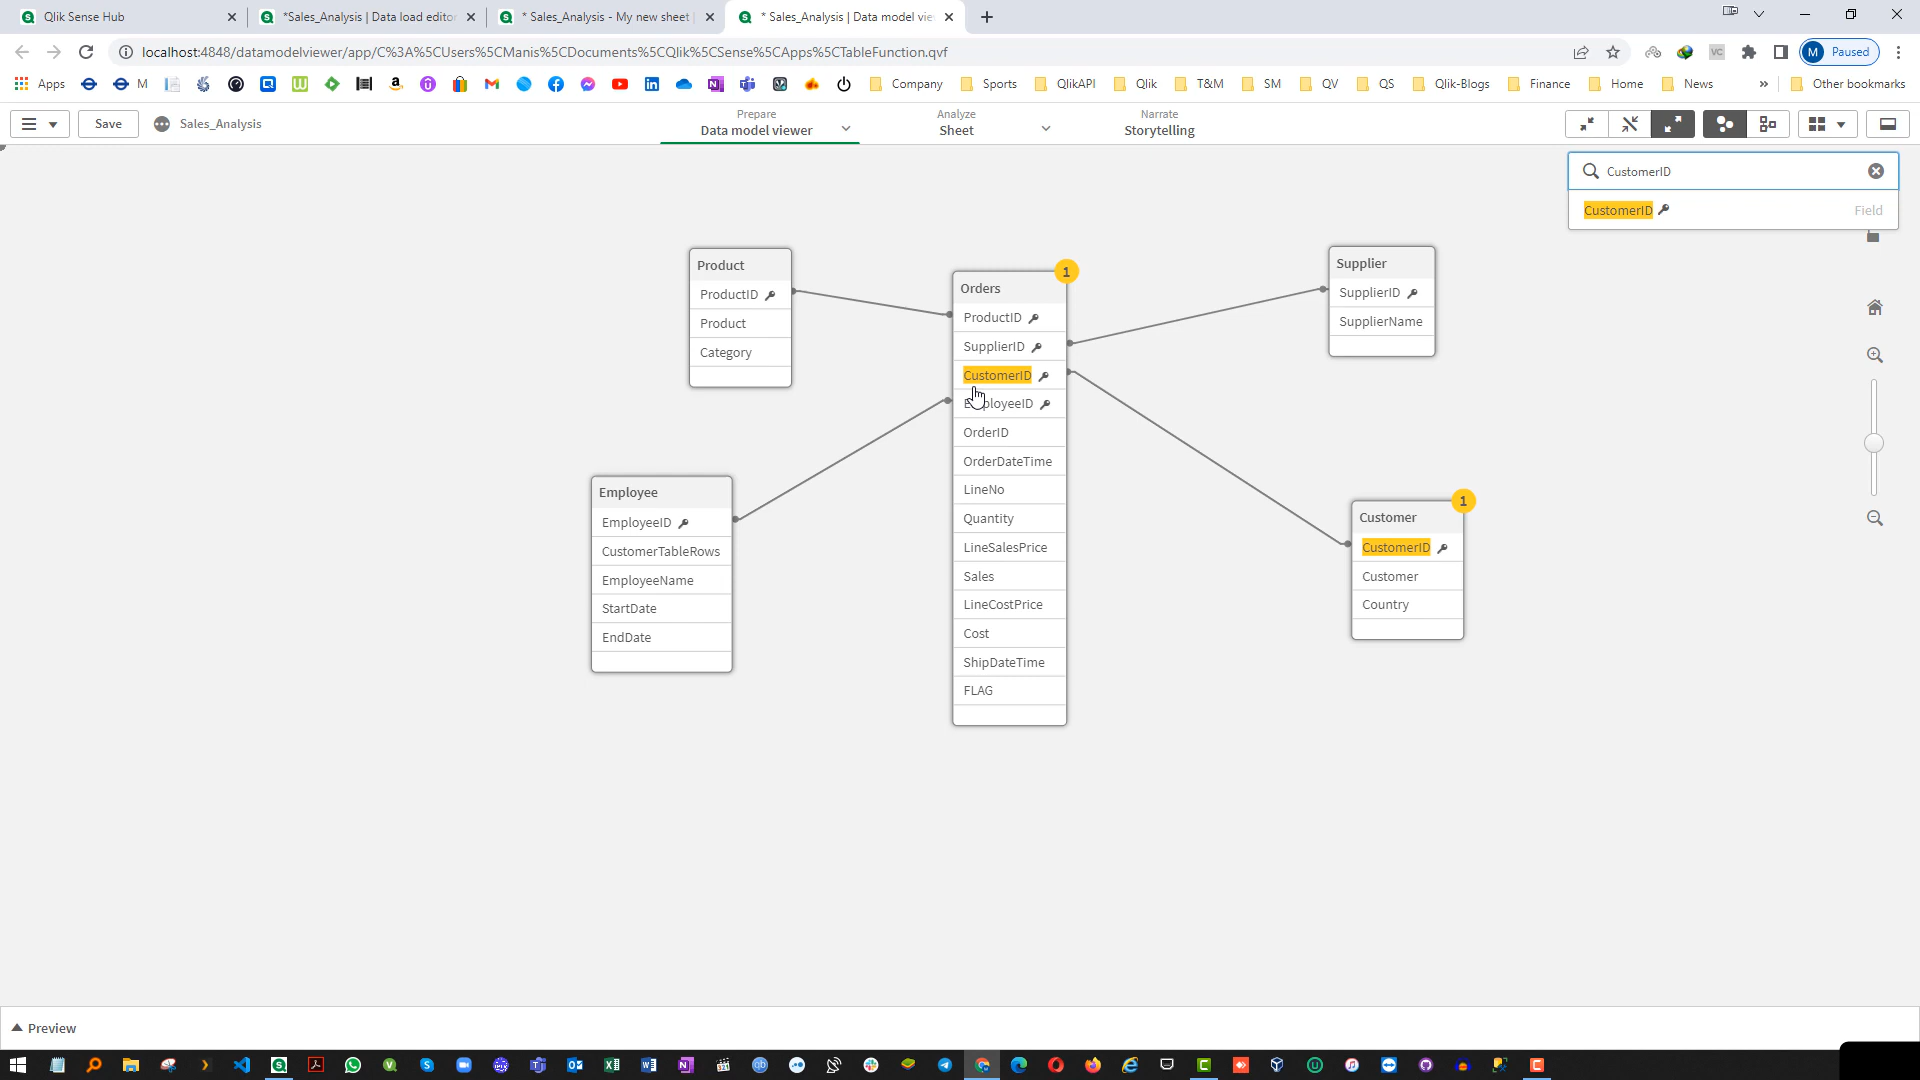 Qlik Sense Hub
*Sales_Analysis | Data load editor
* Sales_Analysis - My new sheet |
* Sales_Analysis | Data model vie
localhost:4848/datamodelviewer/app/C%3A%5CUsers%5CManis%5CDocuments%5CQlik%5CSense%5CApps%5CTableFunction.qvf
VC
M Paused
Apps
M
Company
Sports
QlikAPI
Qlik
T&M
SM
QV
QS
Qlik-Blogs
Finance
Home
News
»
Other bookmarks
Save
Sales_Analysis
Prepare
Data model viewer
Analyze
Sheet
Narrate
Storytelling
CustomerID
CustomerID
Field
Product
ProductID
Product
Category
1
Orders
ProductID
SupplierID
CustomerID
EmployeeID
OrderID
OrderDateTime
LineNo
Quantity
LineSalesPrice
Sales
LineCostPrice
Cost
ShipDateTime
FLAG
Supplier
SupplierID
SupplierName
Employee
EmployeeID
CustomerTableRows
EmployeeName
StartDate
EndDate
1
Customer
CustomerID
Customer
Country
Preview